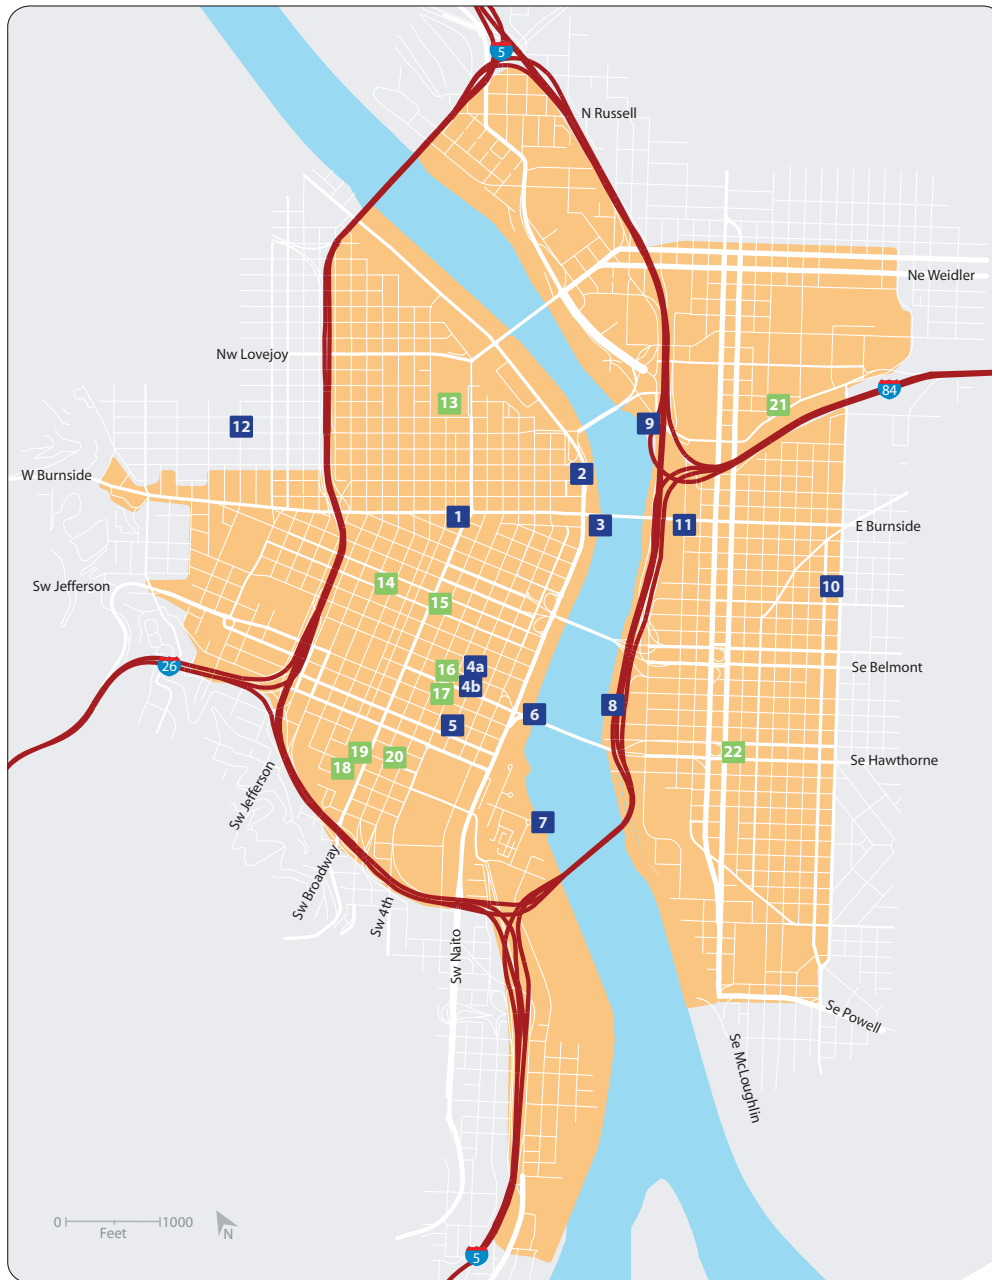 5
N Russell
Ne Weidler
Nw Lovejoy
84
13
21
12
9
W Burnside
2
1
3
11
E Burnside
14
Sw Jefferson
10
15
26
16
4a
Se Belmont
4b
17
8
6
5
19
22
20
Se Hawthorne
18
Sw Jefferson
7
Sw Broadway
Sw 4th
Sw Naito
Se Powell
Se McLoughlin
0
1000
Feet
N
5